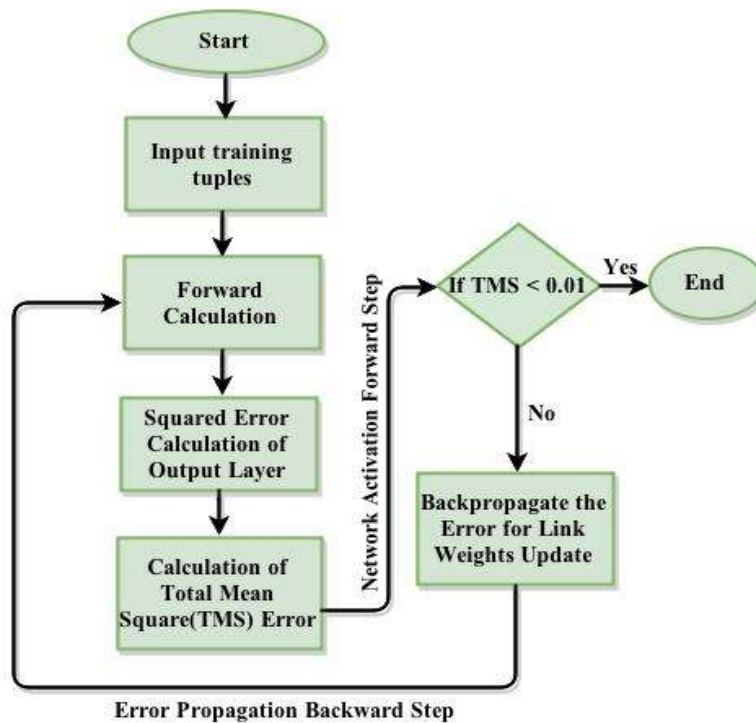 Start
Input training
tuples
Forward
Calculation
Squared Error
Calculation of
Output Layer
Calculation of
Total Mean
Square(TMS) Error
Network Activation Forward Step
If TMS < 0.01
Yes
End
No
Backpropagate the
Error for Link
Weights Update
Error Propagation Backward Step